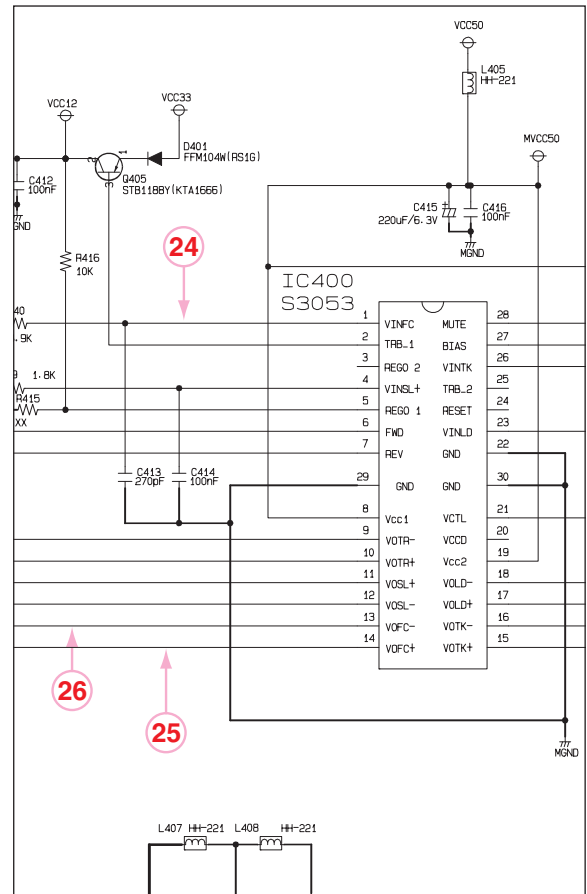 VCC50
L405
HH-221
VCC12
VCC33
MVCC50
D401
FFM104W(RS1G)
2
1
3
Q405
STB1188Y(KTA1666)
C412
100nF
GND
C415
220uF/6.3V
+
C416
100nF
MGND
R416
10K
24
IC400
S3053
40
.9K
1 VINFC MUTE 28
2 TRB_1 BIAS 27
3 REGO 2 VINTK 26
9 1.8K
4 VINSL+ TRB_2 25
R415
XX
5 REGO 1 RESET 24
6 FWD VINLD 23
7 REV GND 22
C413
270pF
C414
100nF
29 GND GND 30
8 Vcc1 VCTL 21
9 VOTR- VCCD 20
10 VOTR+ Vcc2 19
11 VOSL+ VOLD- 18
12 VOSL- VOLD+ 17
13 VOFC- VOTK- 16
14 VOFC+ VOTK+ 15
26
25
MGND
L407 HH-221 L408 HH-221